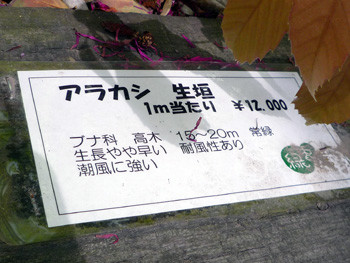 アラカシ 生垣
1m当たり ￥12,000
ブナ科 高木 15～20m 常緑
生長やや早い 耐風性あり
潮風に強い